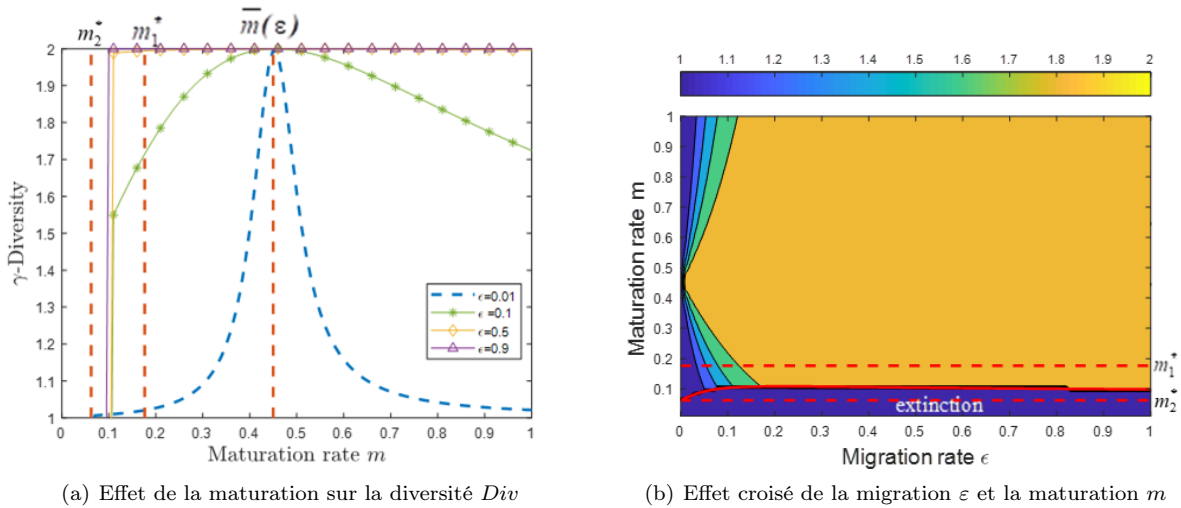 m₂* m₁* m̅(ε)
2
1.9
1.8
1.7
1.6
1.5
1.4
1.3
1.2
1.1
1
γ-Diversity
ϵ=0.01
ϵ =0.1
ϵ=0.5
ϵ=0.9
0 0.1 0.2 0.3 0.4 0.5 0.6 0.7 0.8 0.9 1
Maturation rate m
(a) Effet de la maturation sur la diversité Div
1 1.1 1.2 1.3 1.4 1.5 1.6 1.7 1.8 1.9 2
1
0.9
0.8
0.7
0.6
0.5
0.4
0.3
0.2
0.1
Maturation rate m
m₁*
m₂*
extinction
0 0.1 0.2 0.3 0.4 0.5 0.6 0.7 0.8 0.9 1
Migration rate ϵ
(b) Effet croisé de la migration ε et la maturation m